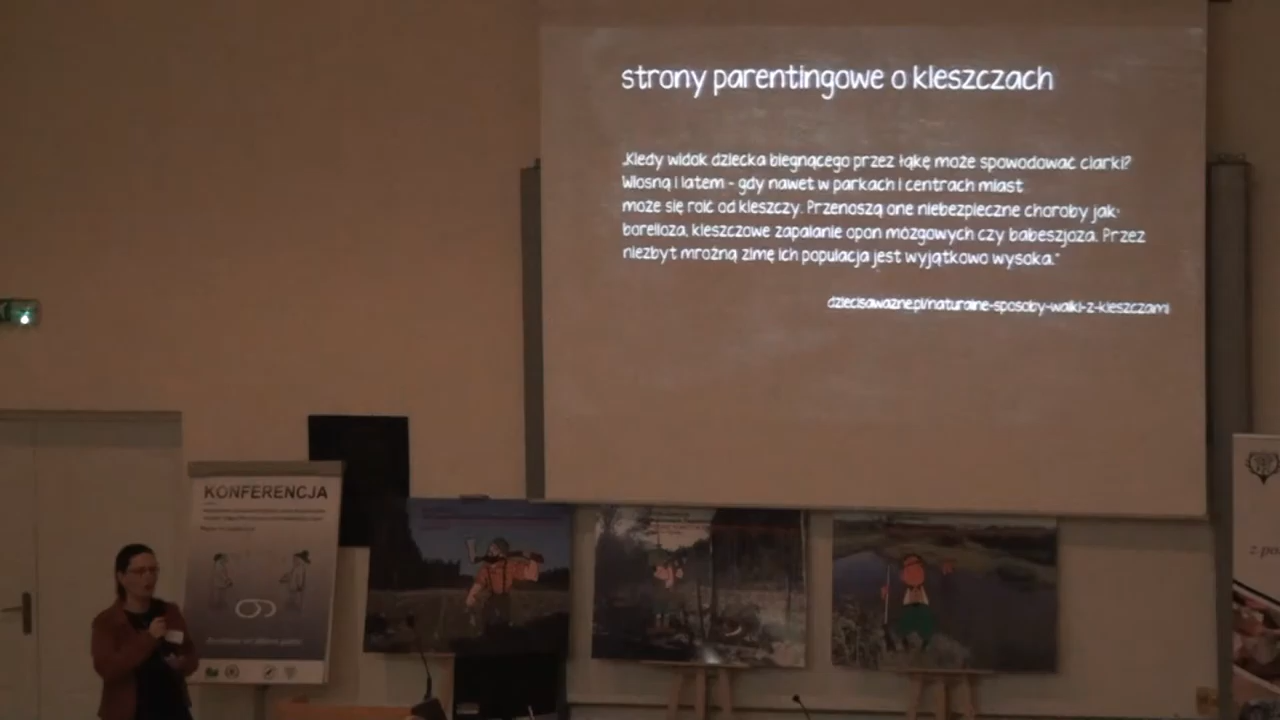 strony parentingowe o kleszczach
„Kiedy widok dziecka biegnącego przez łąkę może spowodować ciarki?
Wiosną i latem - gdy nawet w parkach i centrach miast
może się roić od kleszczy. Przenoszą one niebezpieczne choroby jak:
borelioza, kleszczowe zapalanie opon mózgowych czy babeszjoza. Przez
niezbyt mroźną zimę ich populacja jest wyjątkowo wysoka."
dziecisawazne.pl/naturalne-sposoby-walki-z-kleszczami
KONFERENCJA